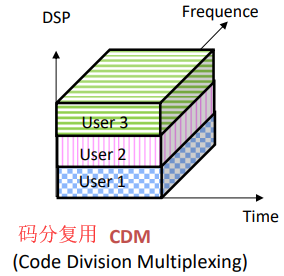 DSP
Frequence
User 3
User 2
User 1
Time
码分复用 CDM
(Code Division Multiplexing)